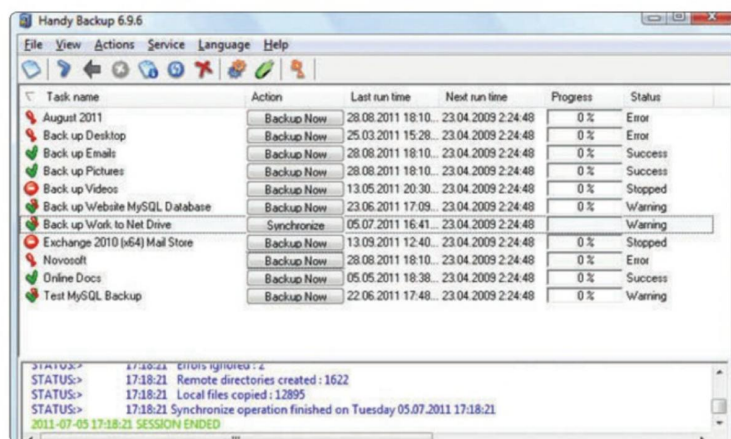 Handy Backup 6.9.6
File View Actions Service Language Help
Task name Action Last run time Next run time Progress Status
August 2011 Backup Now 28.08.2011 18:10... 23.04.2009 2:24:48 0 % Error
Back up Desktop Backup Now 25.03.2011 15:28... 23.04.2009 2:24:48 0 % Error
Back up Emails Backup Now 28.08.2011 18:10... 23.04.2009 2:24:48 0 % Success
Back up Pictures Backup Now 28.08.2011 18:10... 23.04.2009 2:24:48 0 % Success
Back up Videos Backup Now 13.05.2011 20:30... 23.04.2009 2:24:48 0 % Stopped
Back up Website MySQL Database Backup Now 23.06.2011 17:09... 23.04.2009 2:24:48 0 % Warning
Back up Work to Net Drive Synchronize 05.07.2011 16:41... 23.04.2009 2:24:48 Warning
Exchange 2010 (x64) Mail Store Backup Now 13.09.2011 12:40... 23.04.2009 2:24:48 0 % Stopped
Novosoft Backup Now 28.08.2011 18:10... 23.04.2009 2:24:48 0 % Error
Online Docs Backup Now 05.05.2011 18:38... 23.04.2009 2:24:48 0 % Success
Test MySQL Backup Backup Now 22.06.2011 17:48... 23.04.2009 2:24:48 0 % Warning
STATUS:> 17:18:21 Errors ignored : 2
STATUS:> 17:18:21 Remote directories created : 1622
STATUS:> 17:18:21 Local files copied : 12895
STATUS:> 17:18:21 Synchronize operation finished on Tuesday 05.07.2011 17:18:21
2011-07-05 17:18:21 SESSION ENDED